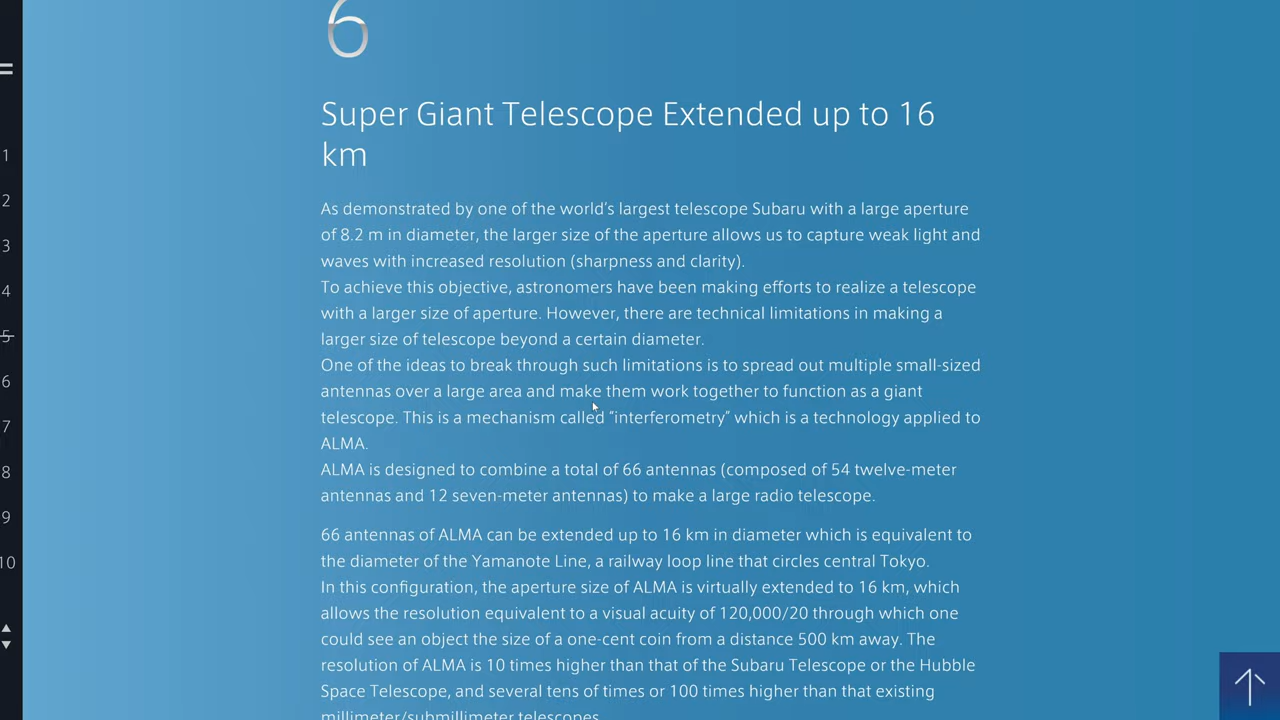 6
Super Giant Telescope Extended up to 16
km
As demonstrated by one of the world's largest telescope Subaru with a large aperture
of 8.2 m in diameter, the larger size of the aperture allows us to capture weak light and
waves with increased resolution (sharpness and clarity).
To achieve this objective, astronomers have been making efforts to realize a telescope
with a larger size of aperture. However, there are technical limitations in making a
larger size of telescope beyond a certain diameter.
One of the ideas to break through such limitations is to spread out multiple small-sized
antennas over a large area and make them work together to function as a giant
telescope. This is a mechanism called "interferometry" which is a technology applied to
ALMA.
ALMA is designed to combine a total of 66 antennas (composed of 54 twelve-meter
antennas and 12 seven-meter antennas) to make a large radio telescope.
66 antennas of ALMA can be extended up to 16 km in diameter which is equivalent to
the diameter of the Yamanote Line, a railway loop line that circles central Tokyo.
In this configuration, the aperture size of ALMA is virtually extended to 16 km, which
allows the resolution equivalent to a visual acuity of 120,000/20 through which one
could see an object the size of a one-cent coin from a distance 500 km away. The
resolution of ALMA is 10 times higher than that of the Subaru Telescope or the Hubble
Space Telescope, and several tens of times or 100 times higher than that existing
millimeter/submillimeter telescopes.
1
2
3
4
5
6
7
8
9
10